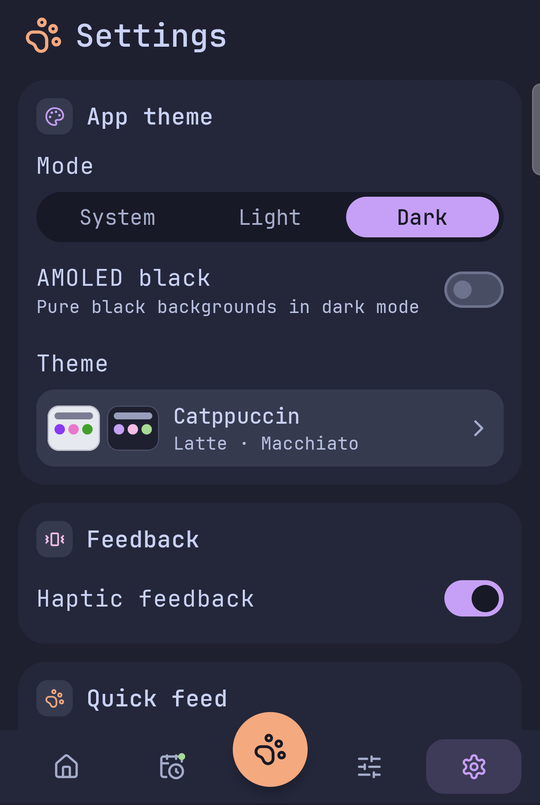 Settings
App theme
Mode
System Light Dark
AMOLED black
Pure black backgrounds in dark mode
Theme
Catppuccin
Latte · Macchiato
Feedback
Haptic feedback
Quick feed